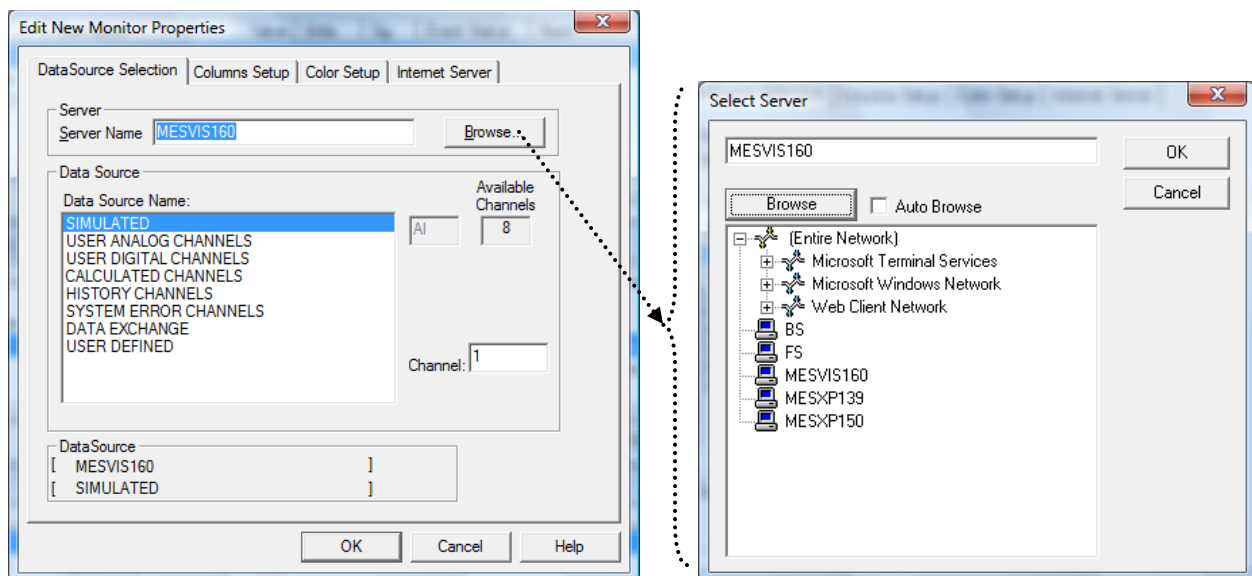 Edit New Monitor Properties
DataSource Selection
Columns Setup
Color Setup
Internet Server
Server
Server Name
MESVIS160
Browse...
Data Source
Data Source Name:
Available
Channels
SIMULATED
USER ANALOG CHANNELS
USER DIGITAL CHANNELS
CALCULATED CHANNELS
HISTORY CHANNELS
SYSTEM ERROR CHANNELS
DATA EXCHANGE
USER DEFINED
AI
8
Channel:
1
DataSource
[ MESVIS160 ]
[ SIMULATED ]
OK
Cancel
Help
Select Server
MESVIS160
OK
Cancel
Browse
Auto Browse
(Entire Network)
Microsoft Terminal Services
Microsoft Windows Network
Web Client Network
BS
FS
MESVIS160
MESXP139
MESXP150